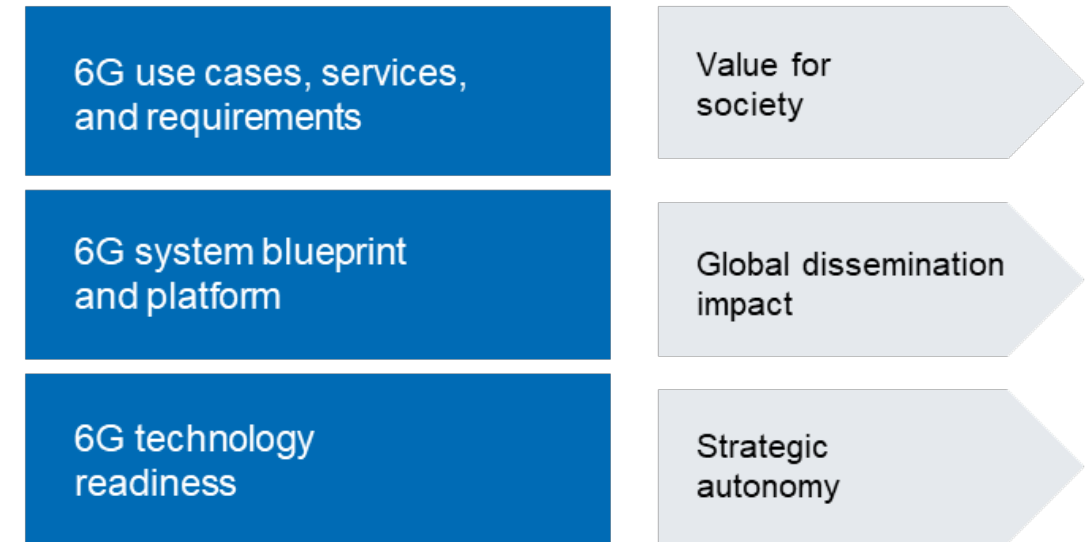 6G use cases, services,
and requirements
Value for
society
6G system blueprint
and platform
Global dissemination
impact
6G technology
readiness
Strategic
autonomy